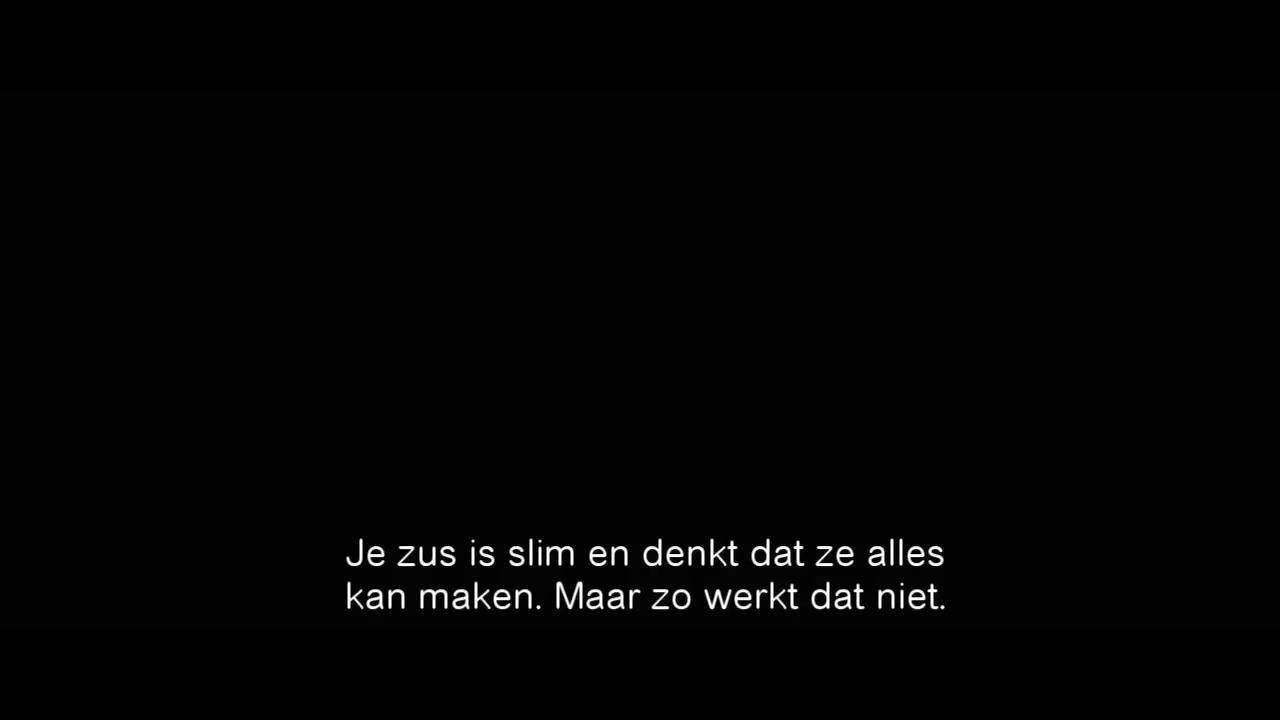 Je zus is slim en denkt dat ze alles
kan maken. Maar zo werkt dat niet.